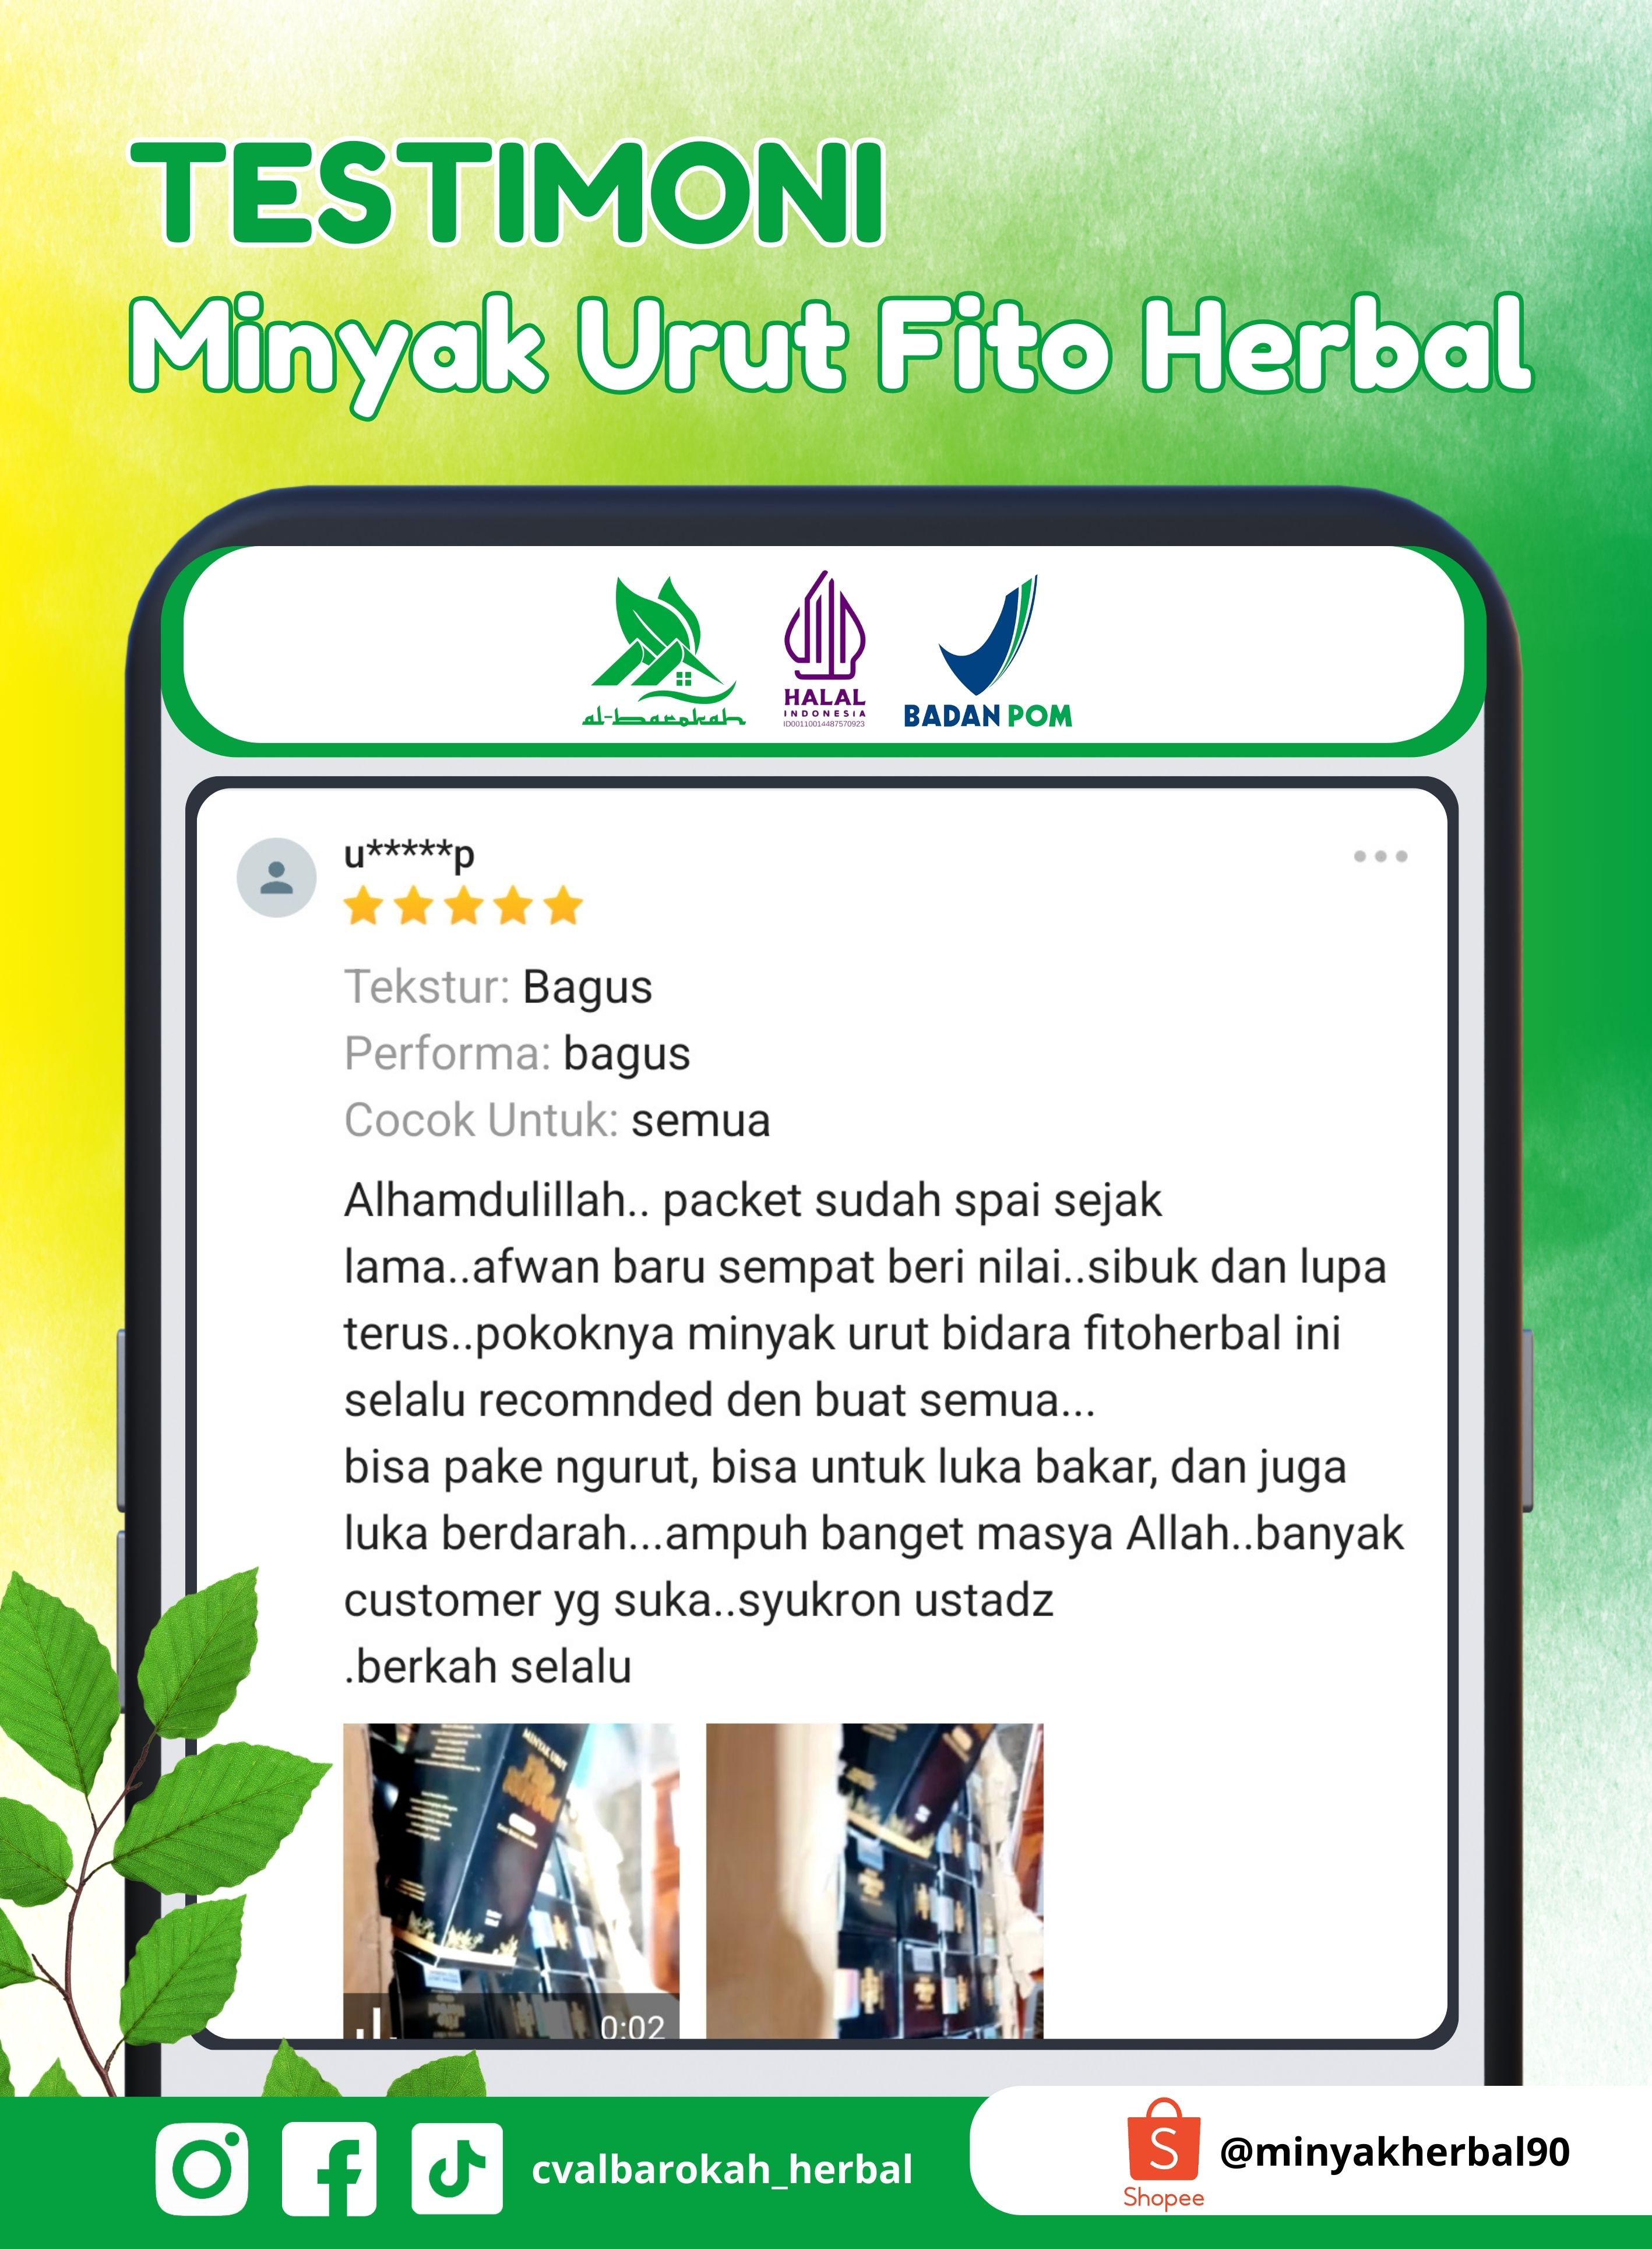 TESTIMONI
Minyak Urut Fito Herbal
al-barokah
HALAL
INDONESIA
ID00110014487570923
BADAN POM
u*****p
Tekstur: Bagus
Performa: bagus
Cocok Untuk: semua
Alhamdulillah.. packet sudah spai sejak
lama..afwan baru sempat beri nilai..sibuk dan lupa
terus..pokoknya minyak urut bidara fitoherbal ini
selalu recomnded den buat semua...
bisa pake ngurut, bisa untuk luka bakar, dan juga
luka berdarah...ampuh banget masya Allah..banyak
customer yg suka..syukron ustadz
.berkah selalu
MINYAK URUT
0:02
cvalbarokah_herbal
Shopee
@minyakherbal90